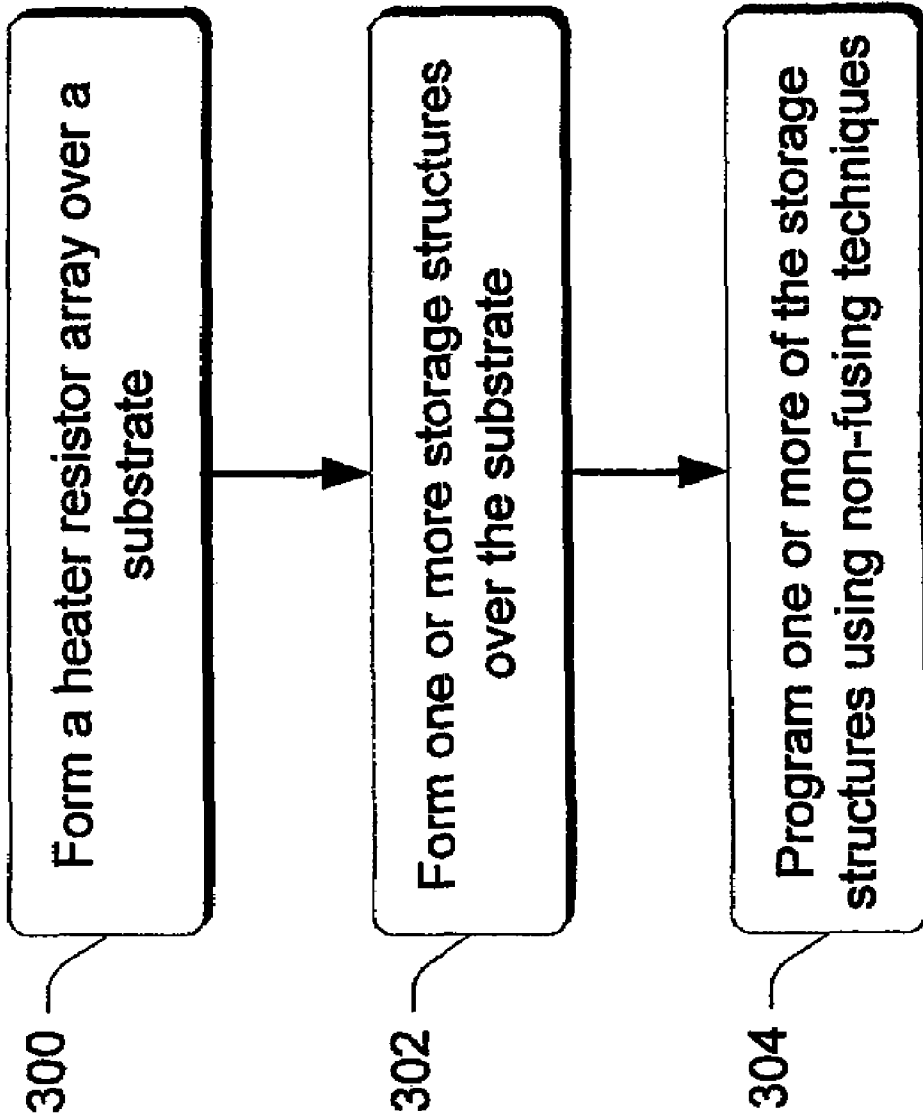 300
Form a heater resistor array over a
substrate
302
Form one or more storage structures
over the substrate
304
Program one or more of the storage
structures using non-fusing techniques